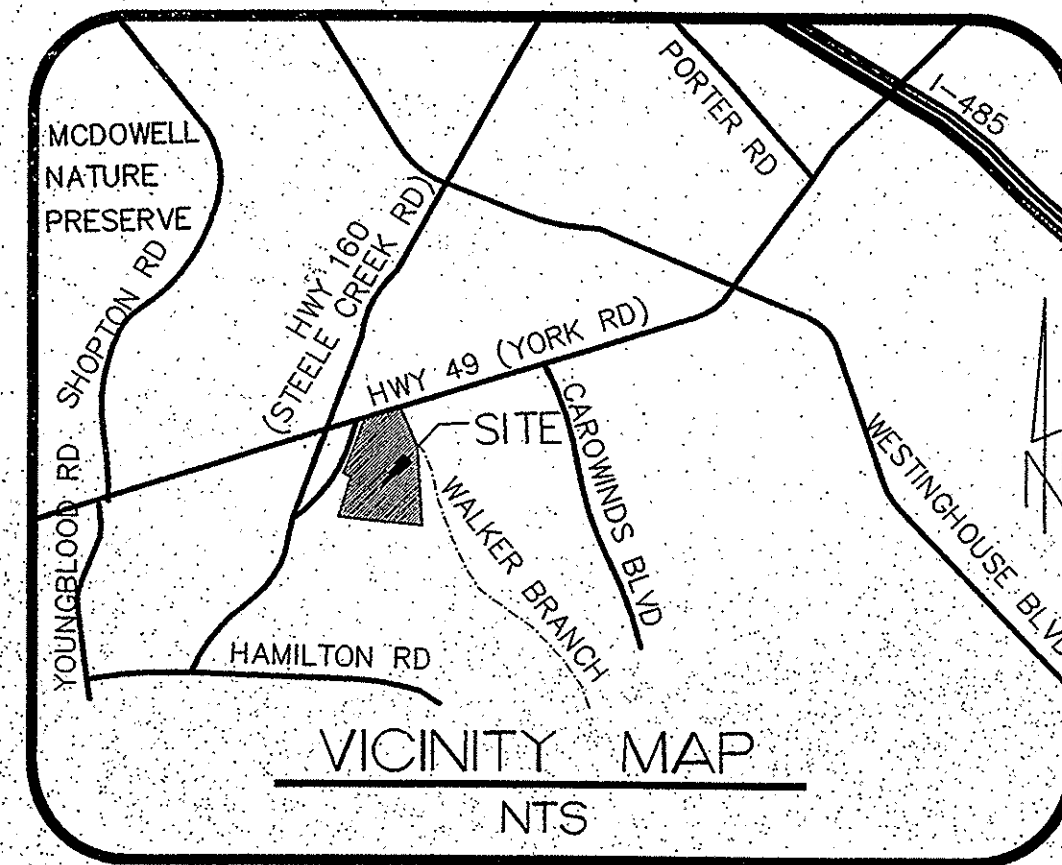 MCDOWELL
NATURE
PRESERVE
SHOPTON RD
YOUNGBLOOD RD
HWY 160
(STEELE CREEK RD)
HWY 49 (YORK RD)
PORTER RD
I-485
SITE
WALKER BRANCH
CAROWINDS BLVD
WESTINGHOUSE BLVD
HAMILTON RD
N
VICINITY MAP
NTS